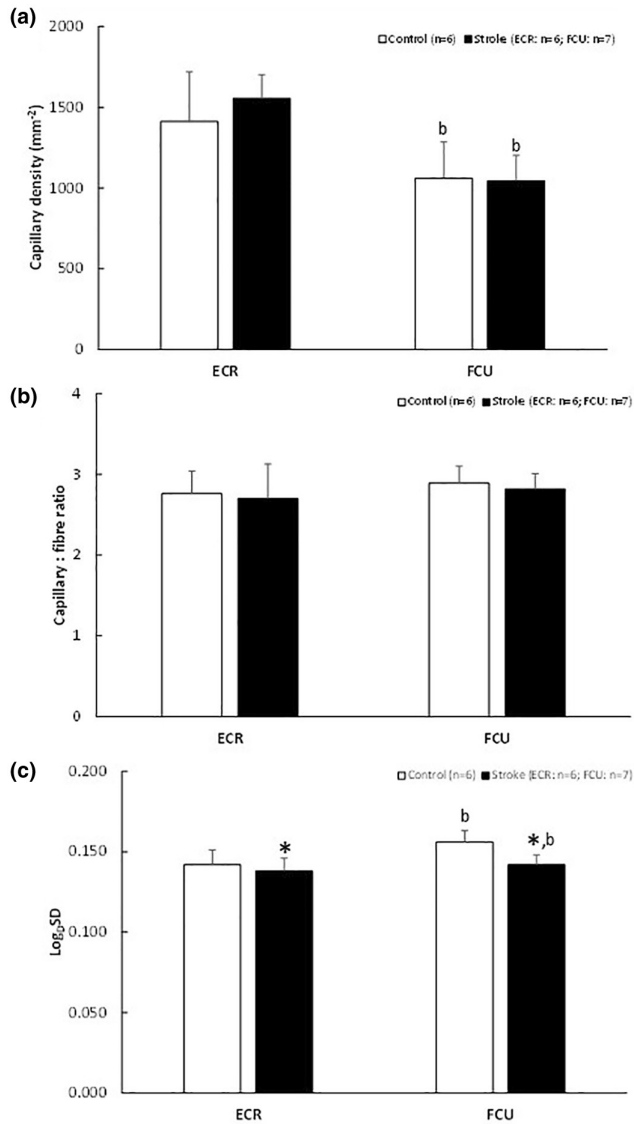 (a)
Control (n=6) Stroke (ECR: n=6; FCU: n=7)
Capillary density (mm-2)
2000
1500
1000
500
0
b
b
ECR
FCU
(b)
Control (n=6) Stroke (ECR: n=6; FCU: n=7)
Capillary : fibre ratio
4
3
2
1
0
ECR
FCU
(c)
Control (n=6) Stroke (ECR: n=6; FCU: n=7)
LogDSD
0.200
0.150
0.100
0.050
0.000
*
b
*,b
ECR
FCU